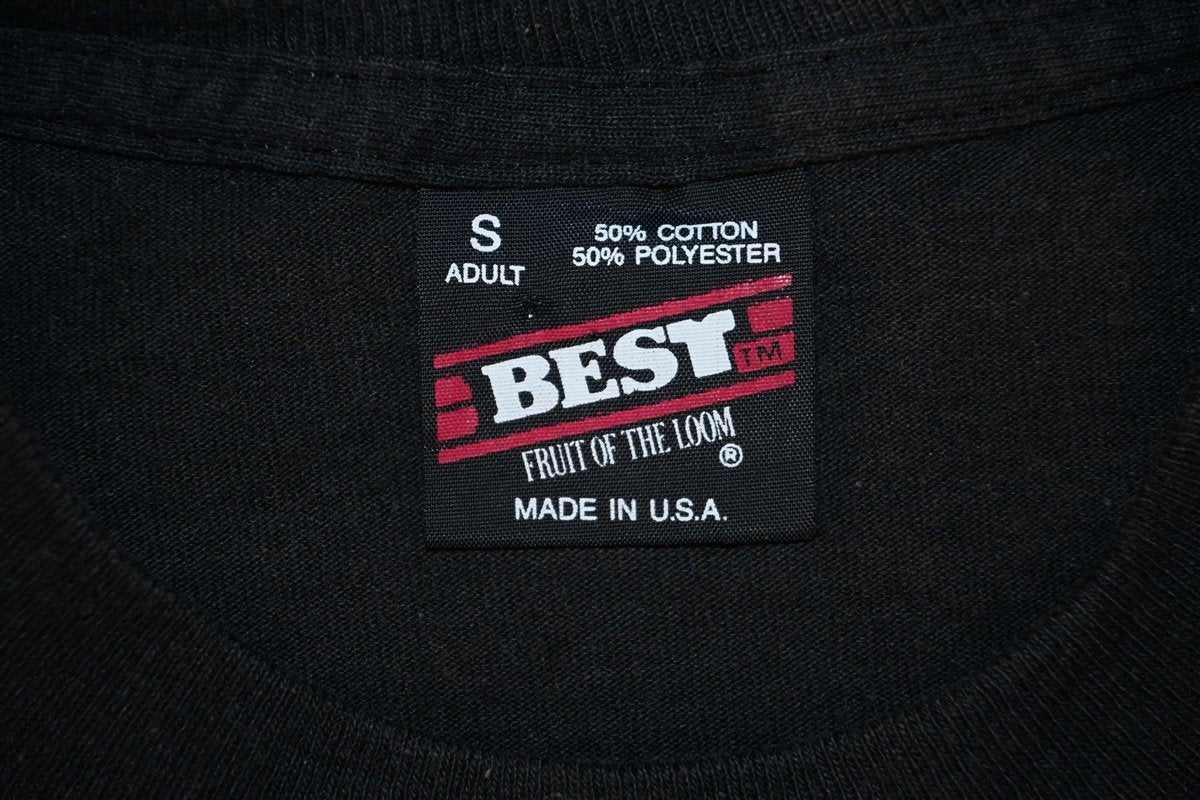 S
ADULT
50% COTTON
50% POLYESTER
BEST TM
FRUIT OF THE LOOM
®
MADE IN U.S.A.